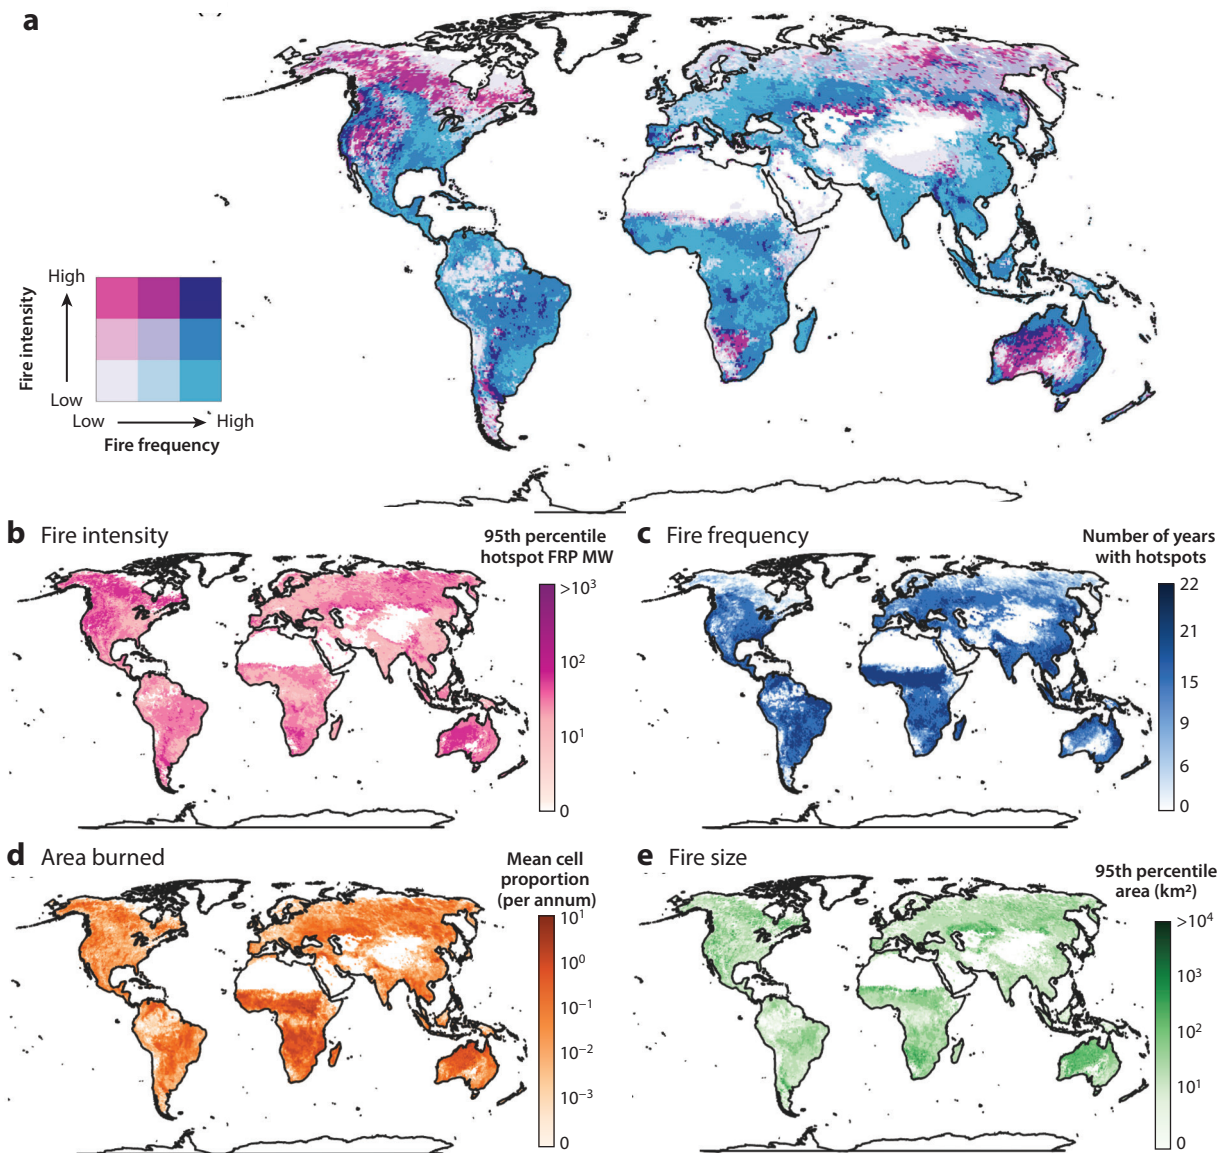 a
High
Fire intensity
Low
Low
High
Fire frequency
b Fire intensity
95th percentile
hotspot FRP MW
>10³
10²
10¹
0
c Fire frequency
Number of years
with hotspots
22
21
15
9
6
0
d Area burned
Mean cell
proportion
(per annum)
10¹
10⁰
10⁻¹
10⁻²
10⁻³
0
e Fire size
95th percentile
area (km²)
>10⁴
10³
10²
10¹
0